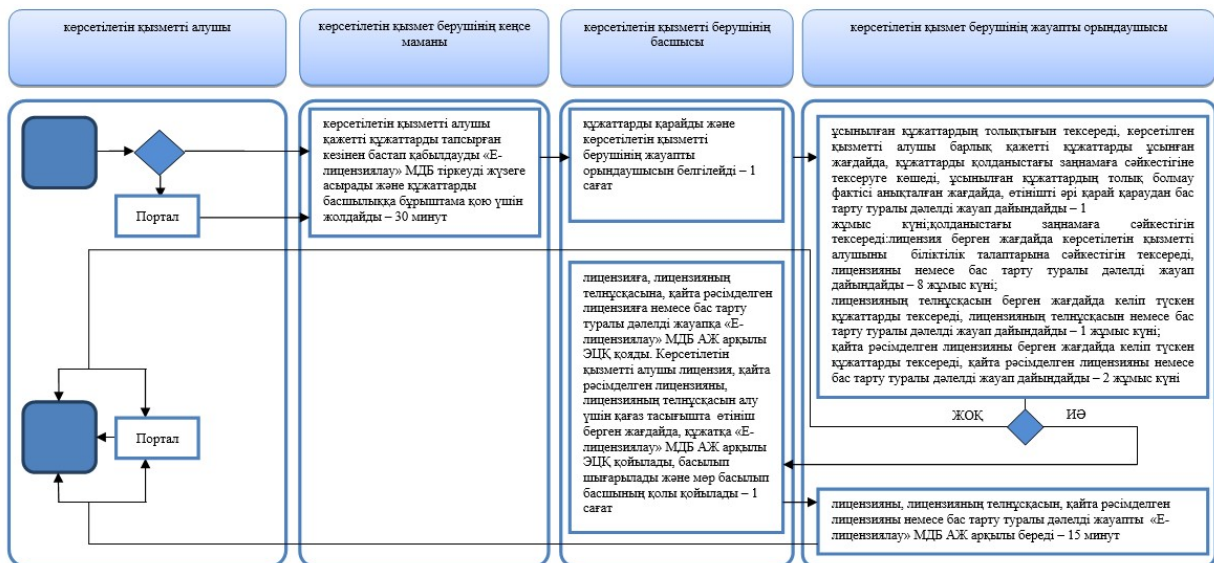 көрсетілетін қызметті алушы
көрсетілетін қызмет берушінің кеңсе
маманы
көрсетілетін қызметті берушінің
басшысы
көрсетілетін қызмет берушінің жауапты орындаушысы
Портал
көрсетілетін қызметті алушы
қажетті құжаттарды тапсырған
кезінен бастап қабылдауды «Е-
лицензиялау» МДБ тіркеуді жүзеге
асырады және құжаттарды
басшылыққа бұрыштама қою үшін
жолдайды – 30 минут
құжаттарды қарайды және
көрсетілетін қызметті
берушінің жауапты
орындаушысын белгілейді – 1
сағат
ұсынылған құжаттардың толықтығын тексереді, көрсетілген
қызметті алушы барлық қажетті құжаттарды ұсынған
жағдайда, құжаттарды қолданыстағы заңнамаға сәйкестігіне
тексеруге көшеді, ұсынылған құжаттардың толық болмау
фактісі анықталған жағдайда, өтінішті әрі қарай қараудан бас
тарту туралы дәлелді жауап дайындайды – 1
жұмыс күні;қолданыстағы заңнамаға сәйкестігін
тексереді:лицензия берген жағдайда көрсетілетін қызметті
алушыны біліктілік талаптарына сәйкестігін тексереді,
лицензияны немесе бас тарту туралы дәлелді жауап
дайындайды – 8 жұмыс күні;
лицензияның телнұсқасын берген жағдайда келіп түскен
құжаттарды тексереді, лицензияның телнұсқасын немесе бас
тарту туралы дәлелді жауап дайындайды – 1 жұмыс күні;
қайта рәсімделген лицензияны берген жағдайда келіп түскен
құжаттарды тексереді, қайта рәсімделген лицензияны немесе
бас тарту туралы дәлелді жауап дайындайды – 2 жұмыс күні
лицензияға, лицензияның
телнұсқасына, қайта рәсімделген
лицензияға немесе бас тарту
туралы дәлелді жауапқа «Е-
лицензиялау» МДБ АЖ арқылы
ЭЦК қояды. Көрсетілетін
қызметті алушы лицензия, қайта
рәсімделген лицензияны,
лицензияның телнұсқасын алу
үшін қағаз тасығышта өтініш
берген жағдайда, құжатқа «Е-
лицензиялау» МДБ АЖ арқылы
ЭЦҚ қойылады, басылып
шығарылады және мөр басылып
басшының қолы қойылады – 1
сағат
Портал
ЖОҚ
ИӘ
лицензияны, лицензияның телнұсқасын, қайта рәсімделген
лицензияны немесе бас тарту туралы дәлелді жауапты «Е-
лицензиялау» МДБ АЖ арқылы береді – 15 минут